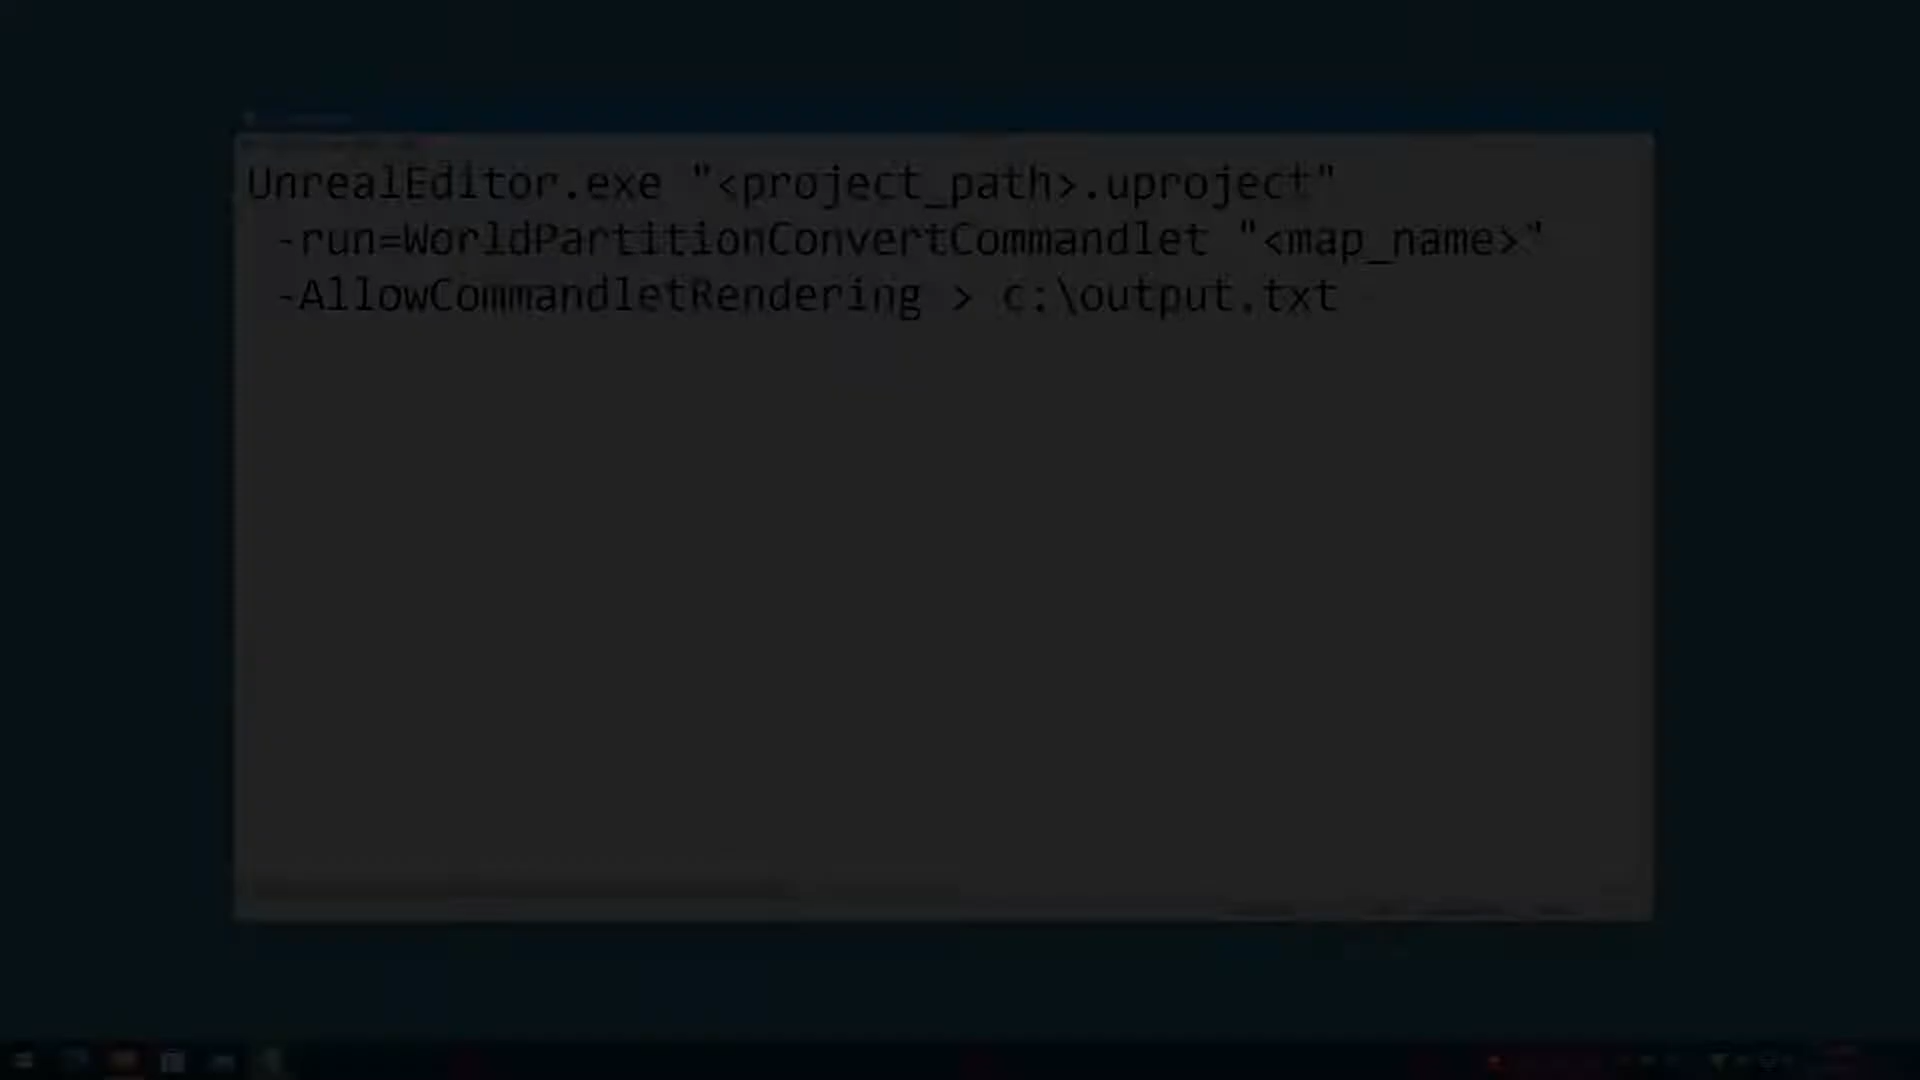 UnrealEditor.exe "<project_path>.uproject"
-run=WorldPartitionConvertCommandlet "<map_name>"
-AllowCommandletRendering > c:\output.txt